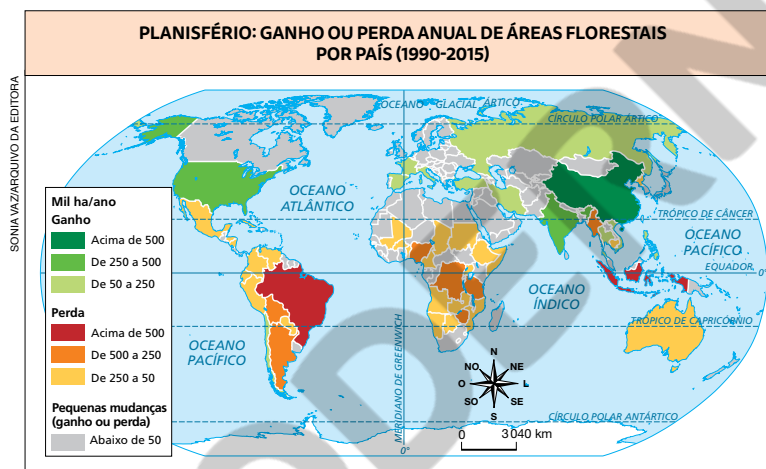 PLANISFÉRIO: GANHO OU PERDA ANUAL DE ÁREAS FLORESTAIS
POR PAÍS (1990-2015)
SONIA VAZ/ARQUIVO DA EDITORA
OCEANO GLACIAL ÁRTICO
CÍRCULO POLAR ÁRTICO
OCEANO
ATLÂNTICO
TRÓPICO DE CÂNCER
OCEANO
PACÍFICO
EQUADOR
0°
OCEANO
ÍNDICO
OCEANO
PACÍFICO
TRÓPICO DE CAPRICÓRNIO
MERIDIANO DE GREENWICH
CÍRCULO POLAR ANTÁRTICO
0°
Mil ha/ano
Ganho
Acima de 500
De 250 a 500
De 50 a 250
Perda
Acima de 500
De 500 a 250
De 250 a 50
Pequenas mudanças
(ganho ou perda)
Abaixo de 50
N
NO
NE
O
L
SO
SE
S
0
3 040 km